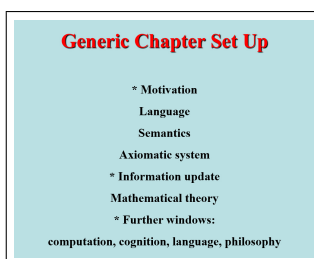 Generic Chapter Set Up
* Motivation
Language
Semantics
Axiomatic system
* Information update
Mathematical theory
* Further windows:
computation, cognition, language, philosophy